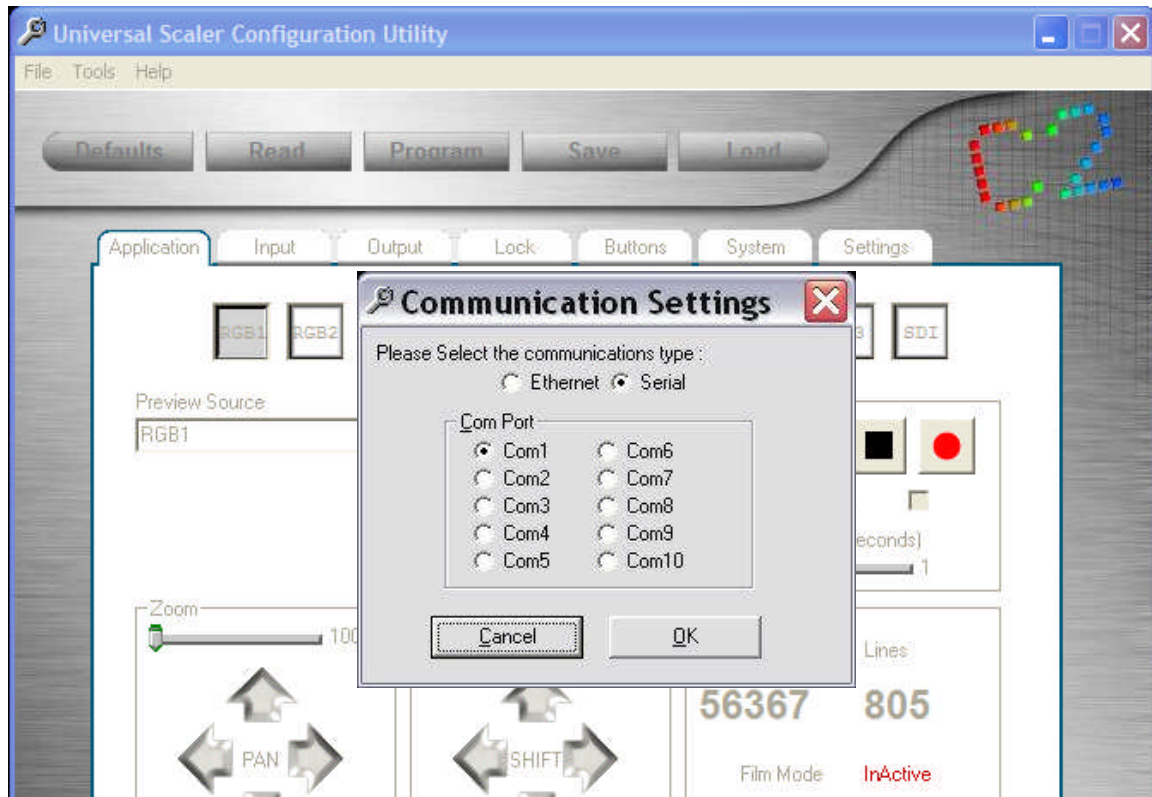 Universal Scaler Configuration Utility
File Tools Help
Defaults Read Program Save Load
C2
Application Input Output Lock Buttons System Settings
RGB1 RGB2 3 SDI
Communication Settings
Please Select the communications type :
Ethernet Serial
Preview Source
RGB1
Com Port
Com1 Com6
Com2 Com7
Com3 Com8
Com4 Com9
Com5 Com10
econds)
1
Zoom
100
Cancel OK
Lines
56367 805
PAN SHIFT
Film Mode InActive